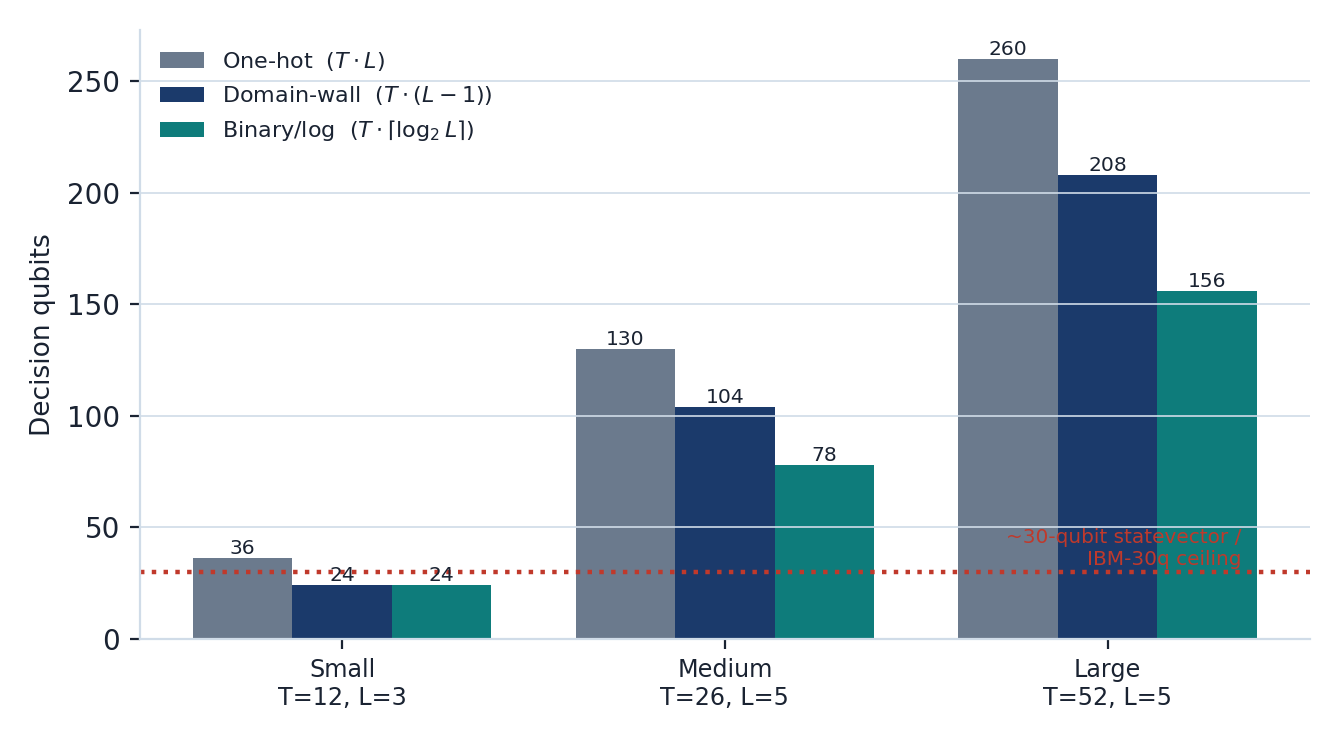 One-hot (T · L)
Domain-wall (T · (L − 1))
Binary/log (T · ⌈log₂ L⌉)
Decision qubits
250
200
150
100
50
0
36
24
24
130
104
78
260
208
156
~30-qubit statevector /
IBM-30q ceiling
Small
T=12, L=3
Medium
T=26, L=5
Large
T=52, L=5